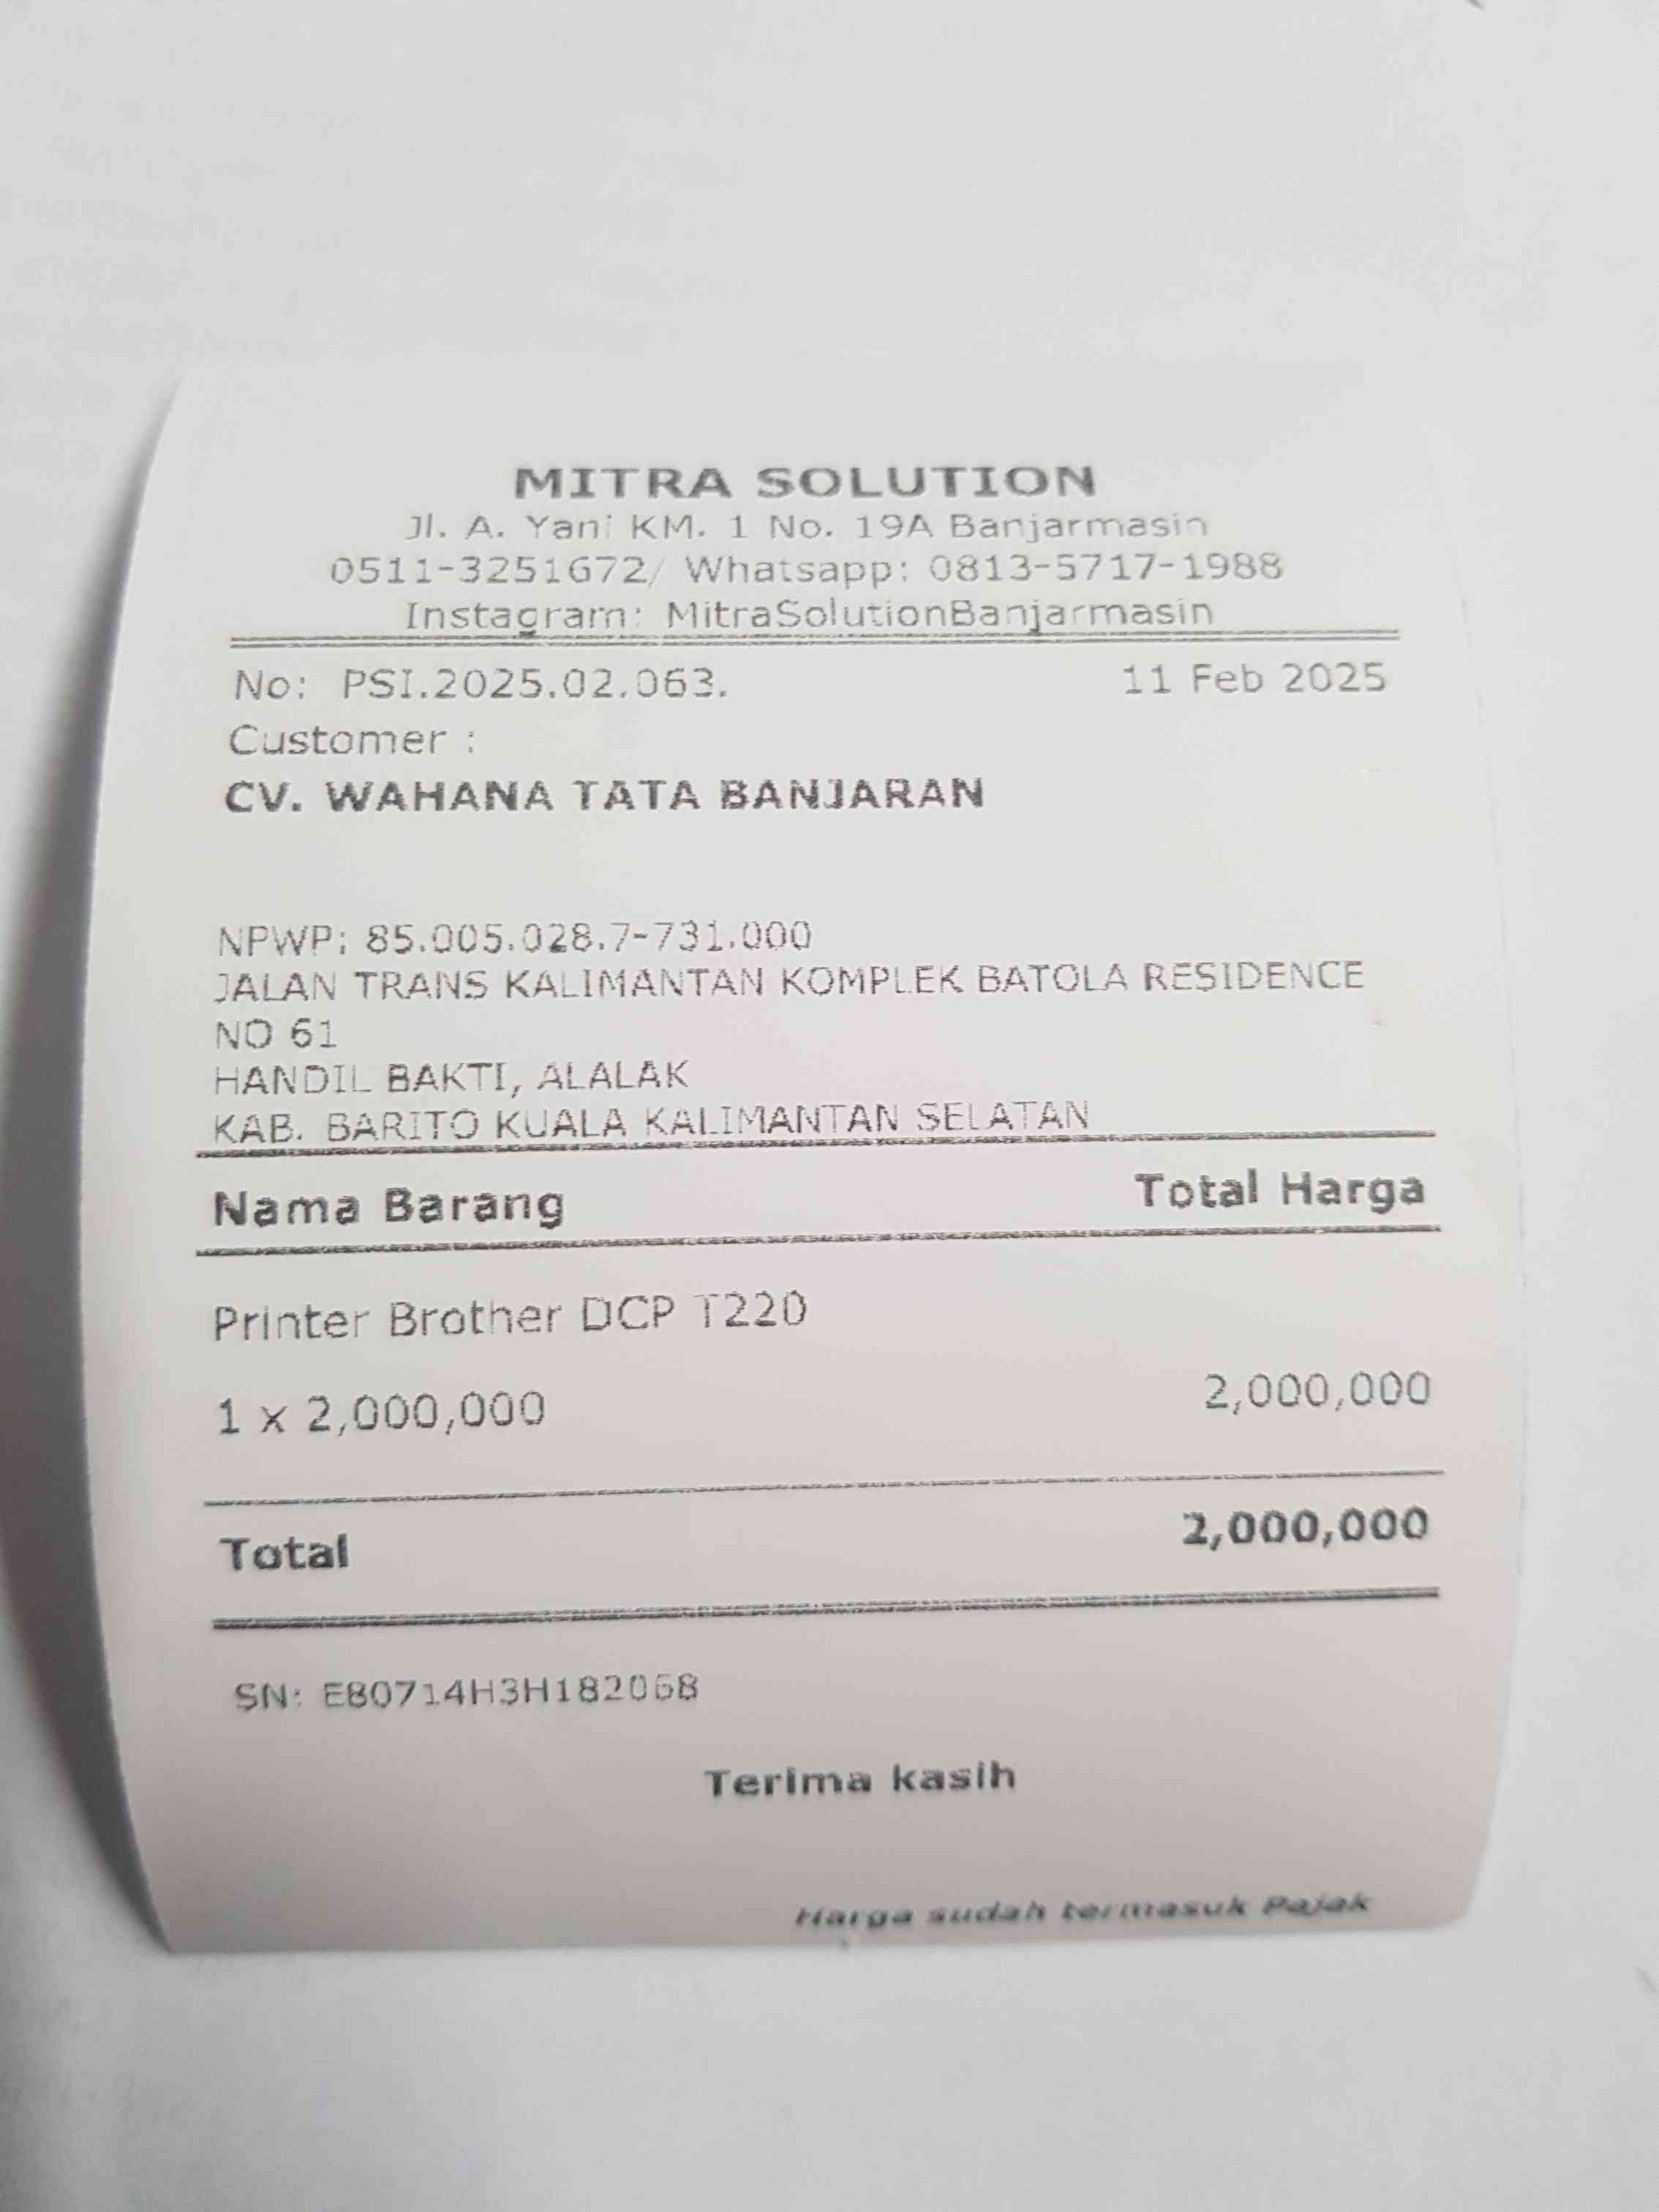 MITRA SOLUTION
Jl. A. Yani KM. 1 No. 19A Banjarmasin
0511-3251672/ Whatsapp: 0813-5717-1988
Instagram: MitraSolutionBanjarmasin
No: PSI.2025.02.063.
11 Feb 2025
Customer :
CV. WAHANA TATA BANJARAN
NPWP: 85.005.028.7-731.000
JALAN TRANS KALIMANTAN KOMPLEK BATOLA RESIDENCE
NO 61
HANDIL BAKTI, ALALAK
KAB. BARITO KUALA KALIMANTAN SELATAN
Nama Barang
Total Harga
Printer Brother DCP T220
1 x 2,000,000
2,000,000
Total
2,000,000
SN: E80714H3H182068
Terima kasih
Harga sudah termasuk Pajak